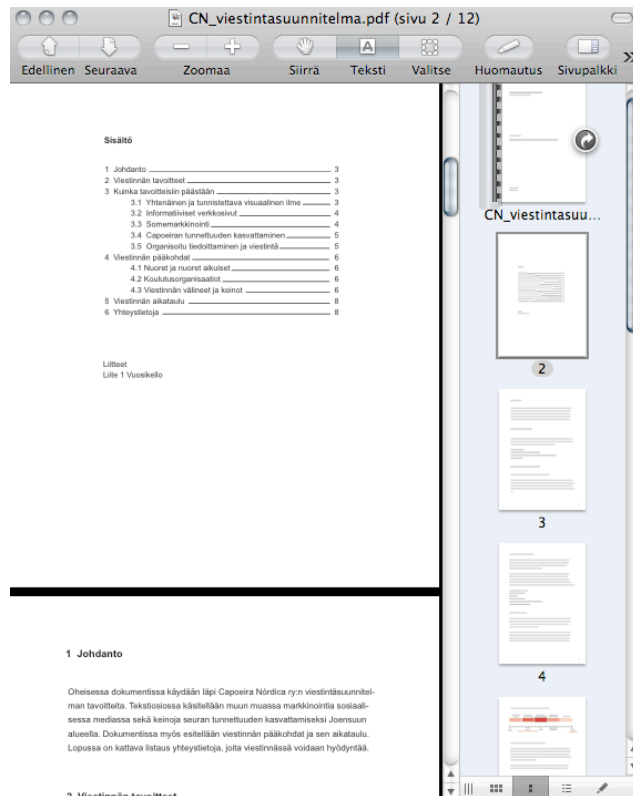 CN_viestintasuunnitelma.pdf (sivu 2 / 12)
Edellinen Seuraava Zoomaa Siirrä Teksti Valitse Huomautus Sivupalkki
Sisältö
1 Johdanto 3
2 Viestinnän tavoitteet 3
3 Kuinka tavoitteisiin päästään 3
3.1 Yhtenäinen ja tunnistettava visuaalinen ilme 3
3.2 Informatiiviset verkkosivut 4
3.3 Somemarkkinointi 4
3.4 Capoeiran tunnettuuden kasvattaminen 5
3.5 Organisoitu tiedoittaminen ja viestintä 5
4 Viestinnän pääkohdat 6
4.1 Nuoret ja nuoret aikuiset 6
4.2 Koulutusorganisaatiot 6
4.3 Viestinnän välineet ja keinot 6
5 Viestinnän aikataulu 8
6 Yhteystietoja 8
Liitteet
Liite 1 Vuosikello
1 Johdanto
Oheisessa dokumentissa käydään läpi Capoeira Nórdica ry:n viestintäsuunnitel-
man tavoitteita. Tekstiosiossa käsitellään muun muassa markkinointia sosiaali-
sessa mediassa sekä keinoja seuran tunnettuuden kasvattamiseksi Joensuun
alueella. Dokumentissa myös esitellään viestinnän pääkohdat ja sen aikataulu.
Lopussa on kattava listaus yhteystietoja, joita viestinnässä voidaan hyödyntää.
2 Viestinnän tavoitteet
CN_viestintasuu...
2
3
4